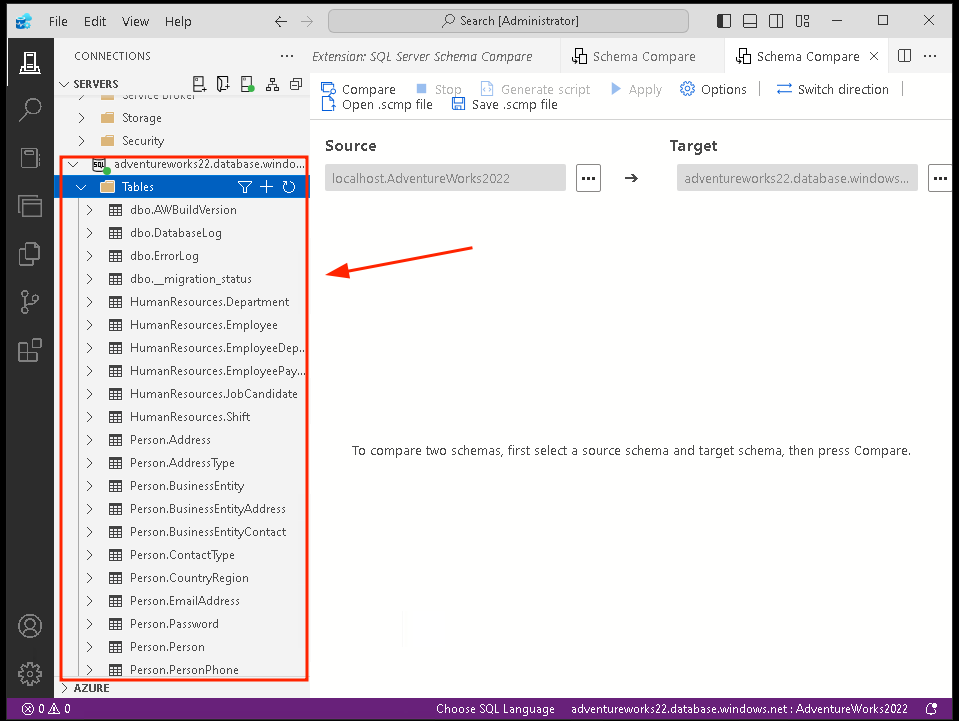 File Edit View Help Search [Administrator]
CONNECTIONS
SERVERS
Service Broker
Storage
Security
adventureworks22.database.windo...
Tables
dbo.AWBuildVersion
dbo.DatabaseLog
dbo.ErrorLog
dbo.__migration_status
HumanResources.Department
HumanResources.Employee
HumanResources.EmployeeDep...
HumanResources.EmployeePay...
HumanResources.JobCandidate
HumanResources.Shift
Person.Address
Person.AddressType
Person.BusinessEntity
Person.BusinessEntityAddress
Person.BusinessEntityContact
Person.ContactType
Person.CountryRegion
Person.EmailAddress
Person.Password
Person.Person
Person.PersonPhone
AZURE
Extension: SQL Server Schema Compare Schema Compare Schema Compare
Compare Stop Generate script Apply Options Switch direction
Open .scmp file Save .scmp file
Source Target
localhost.AdventureWorks2022 adventureworks22.database.windows...
To compare two schemas, first select a source schema and target schema, then press Compare.
0 0 Choose SQL Language adventureworks22.database.windows.net : AdventureWorks2022